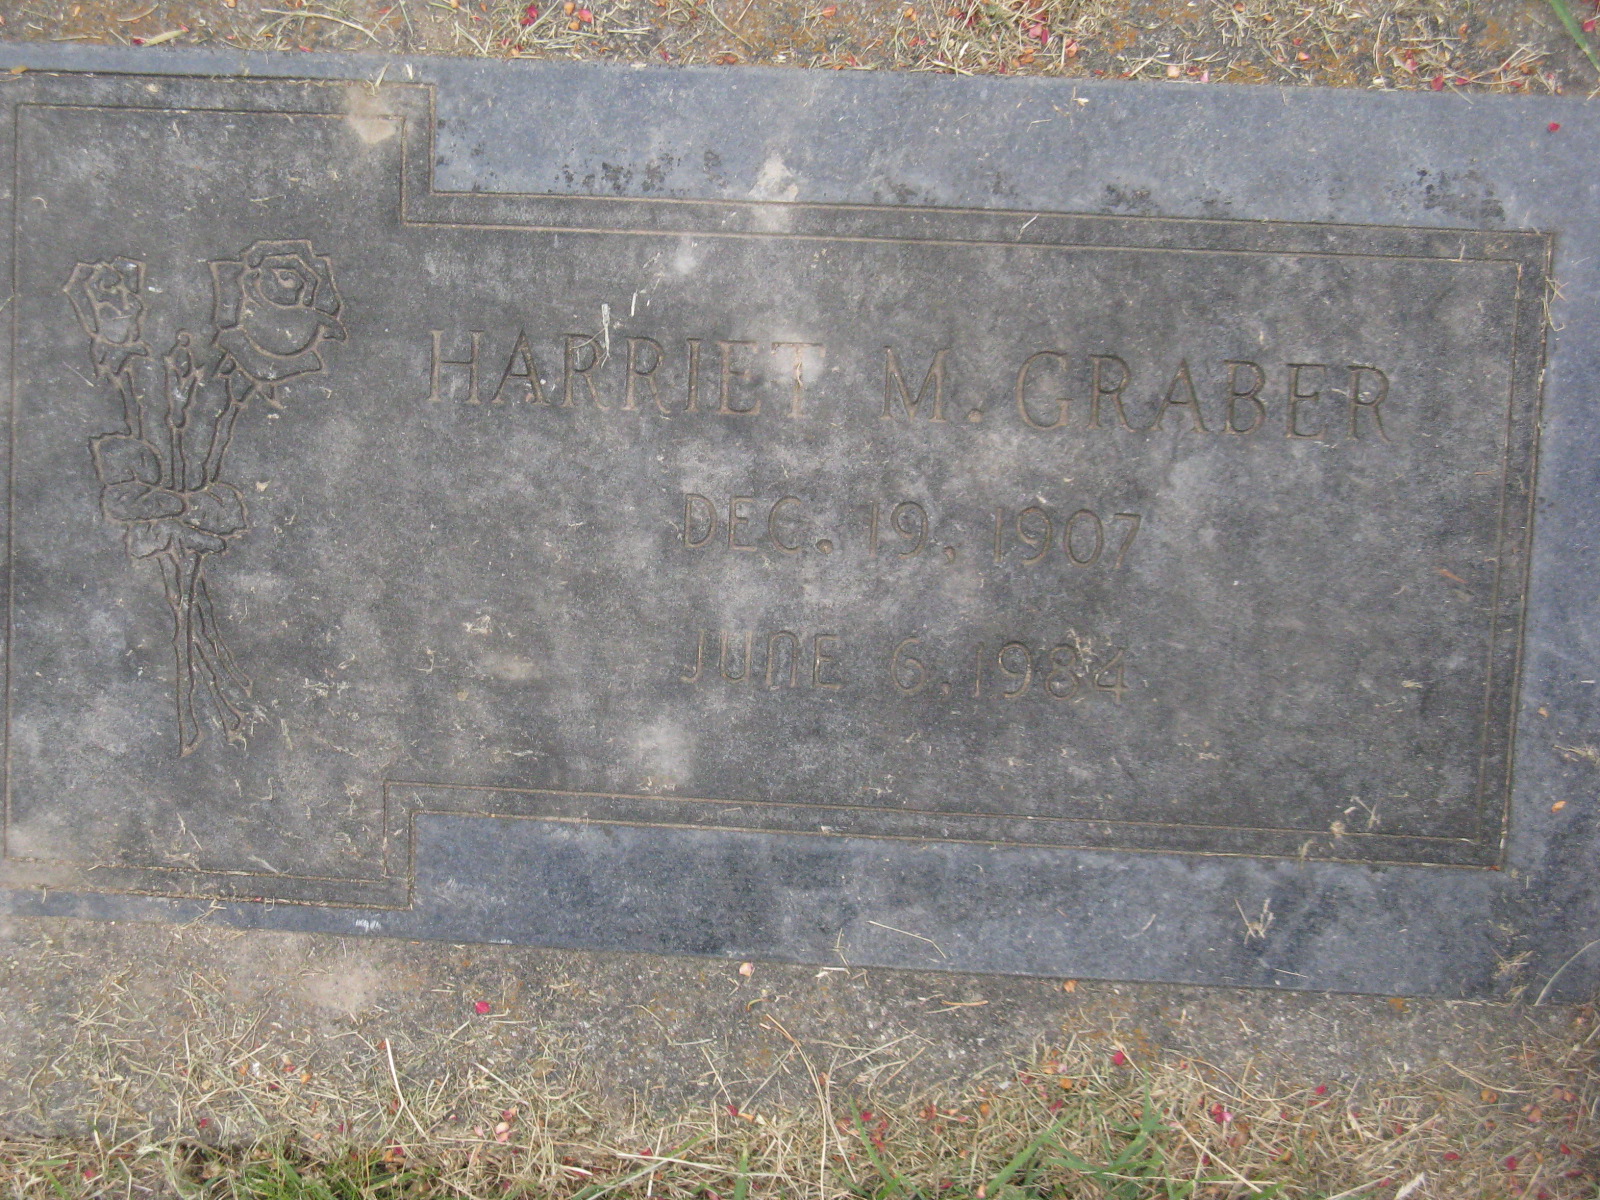 HARRIET M. GRABER
DEC. 19, 1907
JUNE 6, 1984